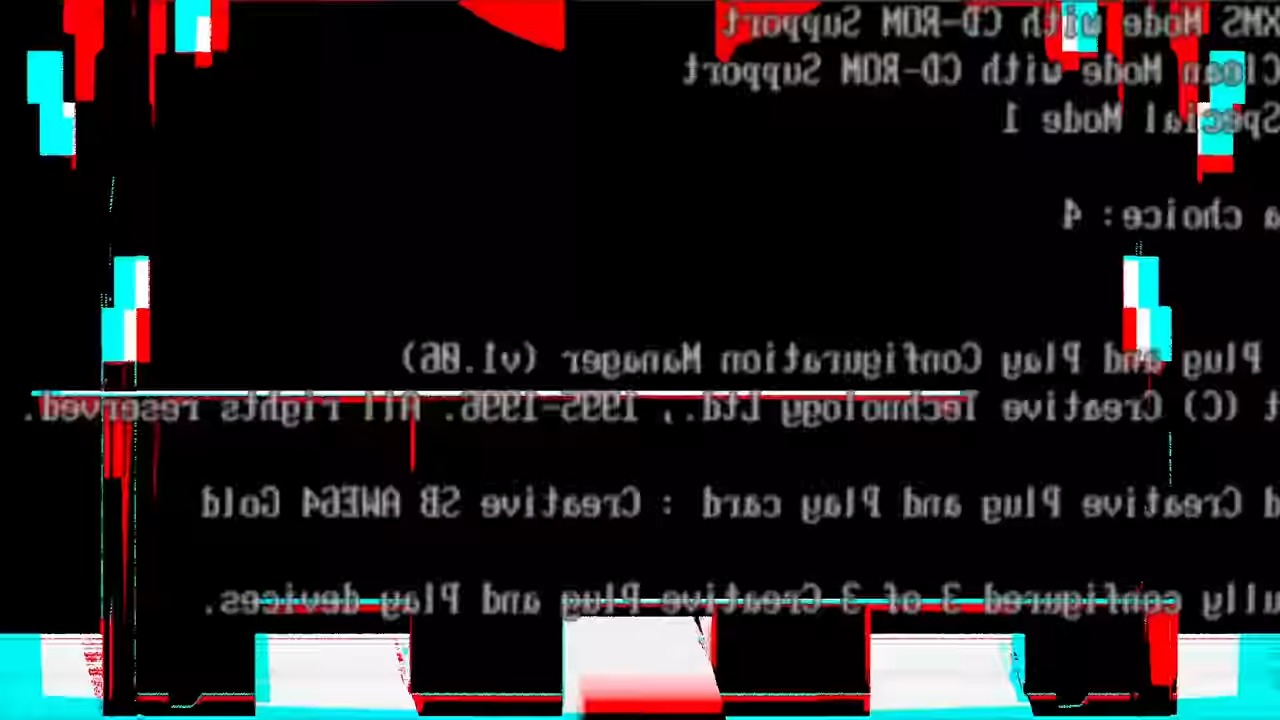 XMS Mode with CD-ROM Support
Clean Mode with CD-ROM Support
Special Mode 1
a choice: 4
Plug and Play Configuration Manager (v1.06)
t (C) Creative Technology Ltd., 1995-1996. All rights reserved.
d Creative Plug and Play card : Creative SB AWE64 Gold
ully configured 3 of 3 Creative Plug and Play devices.